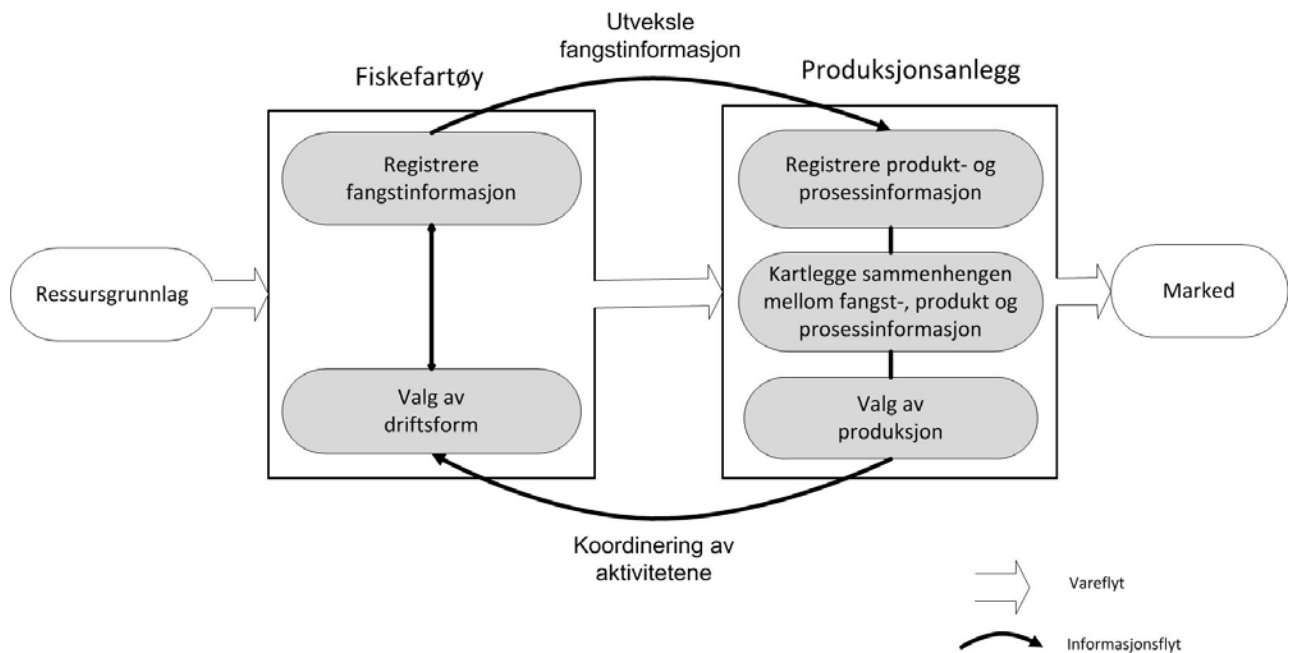 Utveksle
fangstinformasjon
Fiskefartøy
Produksjonsanlegg
Registrere
fangstinformasjon
Registrere produkt- og
prosessinformasjon
Ressursgrunnlag
Kartlegge sammenhengen
mellom fangst-, produkt og
prosessinformasjon
Marked
Valg av
driftsform
Valg av
produksjon
Koordinering av
aktivitetene
Vareflyt
Informasjonsflyt